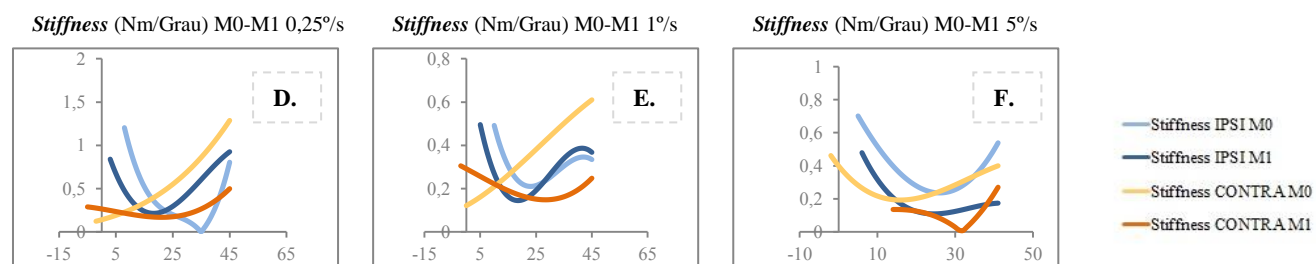 Stiffness (Nm/Grau) M0-M1 0,25º/s
Stiffness (Nm/Grau) M0-M1 1º/s
Stiffness (Nm/Grau) M0-M1 5º/s
2
1,5
1
0,5
0
-15 5 25 45 65
D.
0,8
0,6
0,4
0,2
0
-15 5 25 45 65
E.
1
0,8
0,6
0,4
0,2
0
-10 10 30 50
F.
Stiffness IPSI M0
Stiffness IPSI M1
Stiffness CONTRA M0
Stiffness CONTRA M1